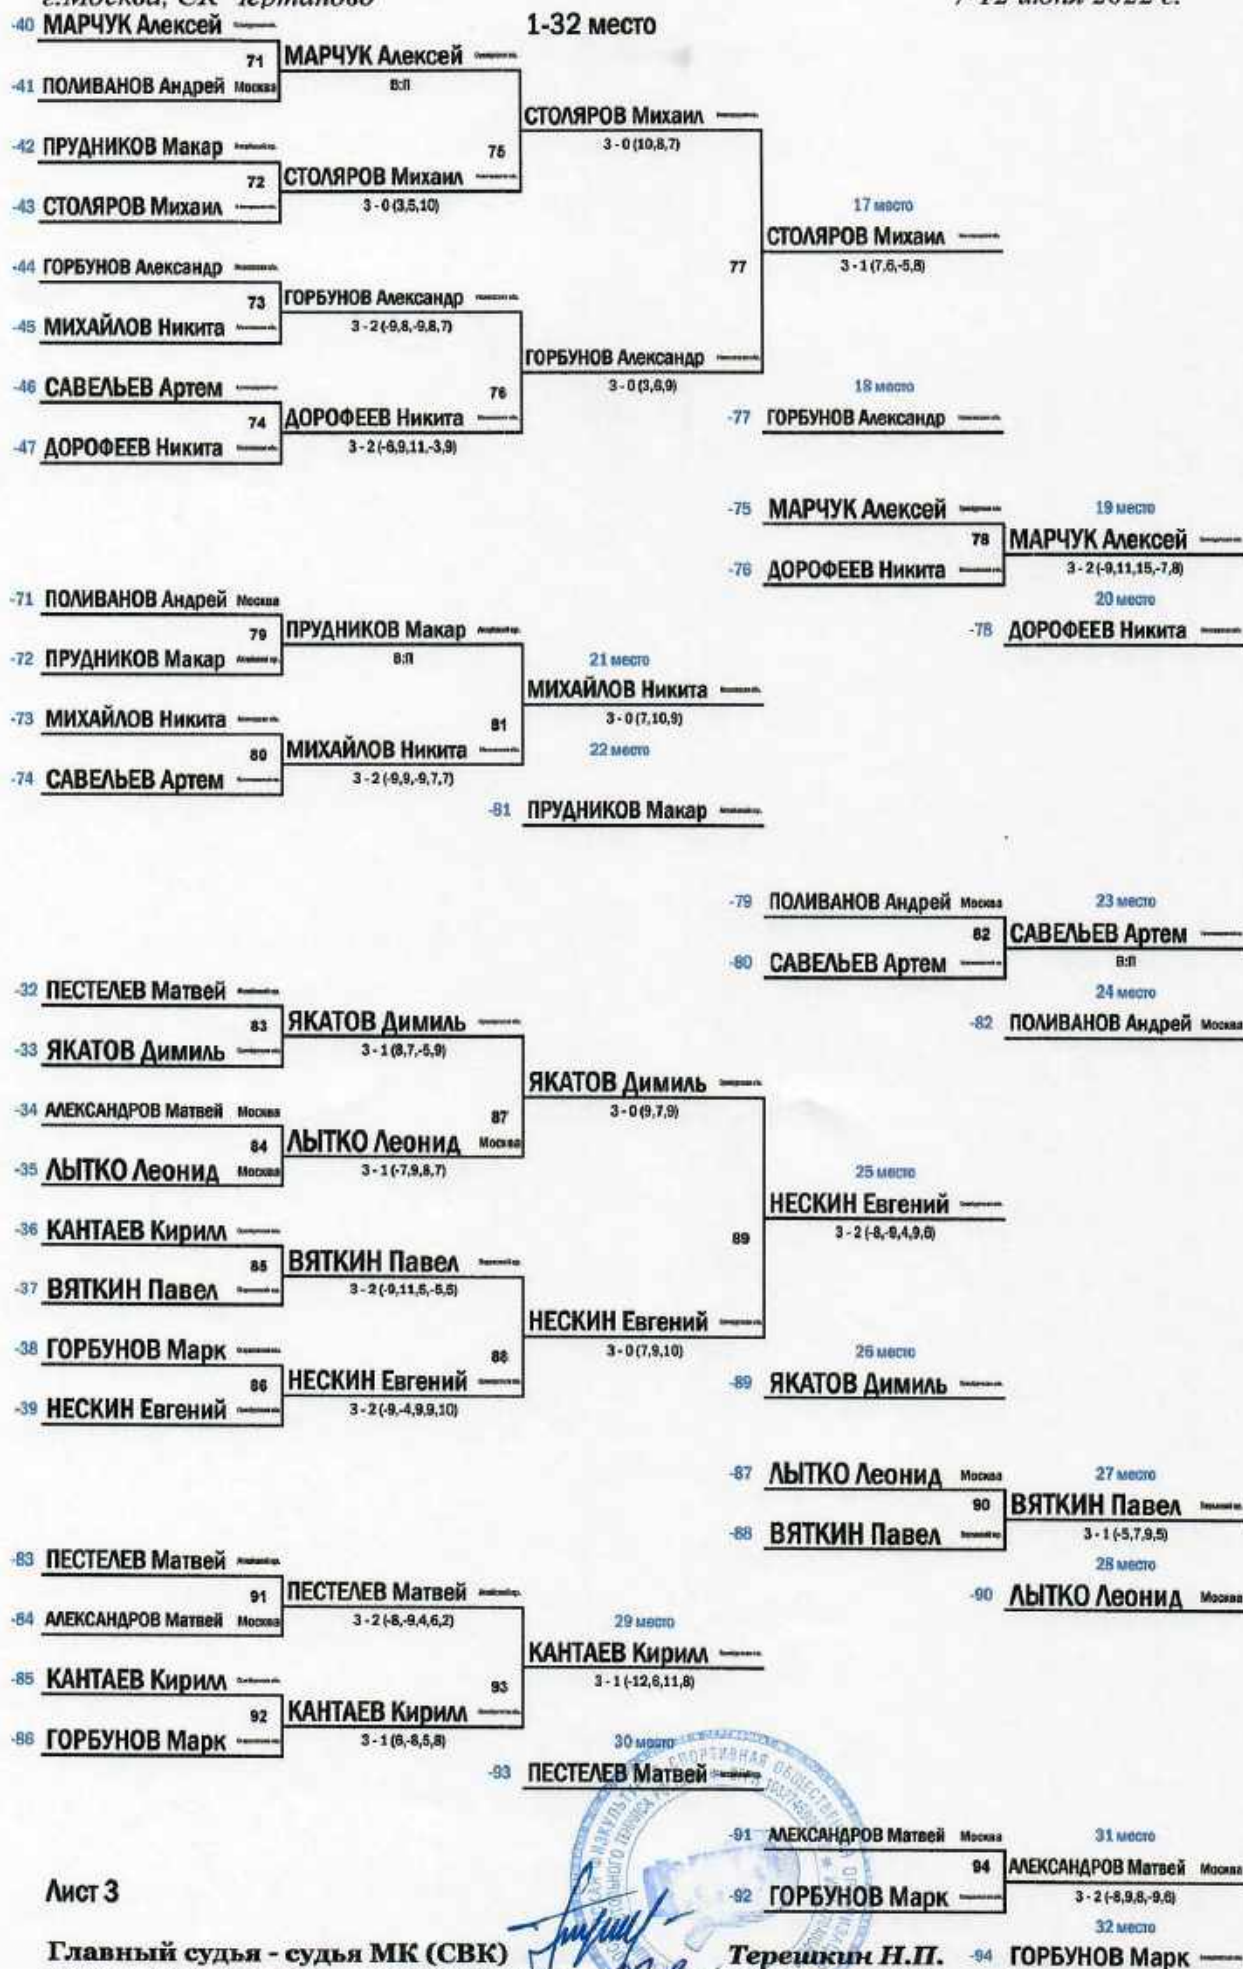 г.Москва, СК "Чертаново"
7-12 июня 2022 г.
1-32 место
-40 МАРЧУК Алексей
71 МАРЧУК Алексей
-41 ПОЛИВАНОВ Андрей Москва
В:П
СТОЛЯРОВ Михаил
-42 ПРУДНИКОВ Макар
75
3 - 0 (10,8,7)
72 СТОЛЯРОВ Михаил
-43 СТОЛЯРОВ Михаил
3 - 0 (3,5,10)
17 место
СТОЛЯРОВ Михаил
-44 ГОРБУНОВ Александр
77
3 - 1 (7,6,-5,8)
73 ГОРБУНОВ Александр
-45 МИХАЙЛОВ Никита
3 - 2 (-9,8,-9,8,7)
ГОРБУНОВ Александр
-46 САВЕЛЬЕВ Артем
76
3 - 0 (3,6,9)
18 место
74 ДОРОФЕЕВ Никита
-77 ГОРБУНОВ Александр
-47 ДОРОФЕЕВ Никита
3 - 2 (-6,9,11,-3,9)
-75 МАРЧУК Алексей
19 место
78 МАРЧУК Алексей
-76 ДОРОФЕЕВ Никита
3 - 2 (-9,11,15,-7,8)
20 место
-71 ПОЛИВАНОВ Андрей Москва
-78 ДОРОФЕЕВ Никита
79 ПРУДНИКОВ Макар
-72 ПРУДНИКОВ Макар
В:П
21 место
МИХАЙЛОВ Никита
-73 МИХАЙЛОВ Никита
81
3 - 0 (7,10,9)
80 МИХАЙЛОВ Никита
22 место
-74 САВЕЛЬЕВ Артем
3 - 2 (-9,9,-9,7,7)
-81 ПРУДНИКОВ Макар
-79 ПОЛИВАНОВ Андрей Москва
23 место
82 САВЕЛЬЕВ Артем
-80 САВЕЛЬЕВ Артем
В:П
-32 ПЕСТЕЛЕВ Матвей
24 место
83 ЯКАТОВ Димиль
-82 ПОЛИВАНОВ Андрей Москва
-33 ЯКАТОВ Димиль
3 - 1 (8,7,-5,9)
ЯКАТОВ Димиль
-34 АЛЕКСАНДРОВ Матвей Москва
87
3 - 0 (9,7,9)
84 ЛЫТКО Леонид Москва
-35 ЛЫТКО Леонид Москва
3 - 1 (-7,9,8,7)
25 место
НЕСКИН Евгений
-36 КАНТАЕВ Кирилл
89
3 - 2 (-8,-9,4,9,6)
85 ВЯТКИН Павел
-37 ВЯТКИН Павел
3 - 2 (-9,11,5,-5,5)
НЕСКИН Евгений
-38 ГОРБУНОВ Марк
88
3 - 0 (7,9,10)
26 место
86 НЕСКИН Евгений
-89 ЯКАТОВ Димиль
-39 НЕСКИН Евгений
3 - 2 (-9,-4,9,9,10)
-87 ЛЫТКО Леонид Москва
27 место
90 ВЯТКИН Павел
-88 ВЯТКИН Павел
3 - 1 (-5,7,9,5)
-83 ПЕСТЕЛЕВ Матвей
28 место
91 ПЕСТЕЛЕВ Матвей
-90 ЛЫТКО Леонид Москва
-84 АЛЕКСАНДРОВ Матвей Москва
3 - 2 (-8,-9,4,6,2)
29 место
КАНТАЕВ Кирилл
-85 КАНТАЕВ Кирилл
93
3 - 1 (-12,6,11,8)
92 КАНТАЕВ Кирилл
-86 ГОРБУНОВ Марк
3 - 1 (6,-8,5,8)
30 место
-93 ПЕСТЕЛЕВ Матвей
-91 АЛЕКСАНДРОВ Матвей Москва
31 место
94 АЛЕКСАНДРОВ Матвей Москва
Лист 3
-92 ГОРБУНОВ Марк
3 - 2 (-8,9,8,-9,6)
32 место
Главный судья - судья МК (СВК)
Терешкин Н.П.
-94 ГОРБУНОВ Марк